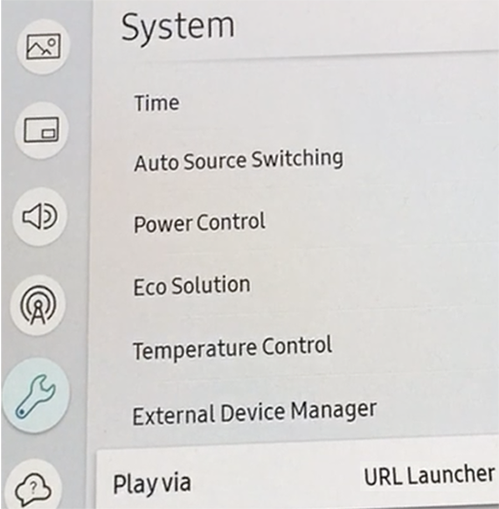 System
Time
Auto Source Switching
Power Control
Eco Solution
Temperature Control
External Device Manager
Play via URL Launcher